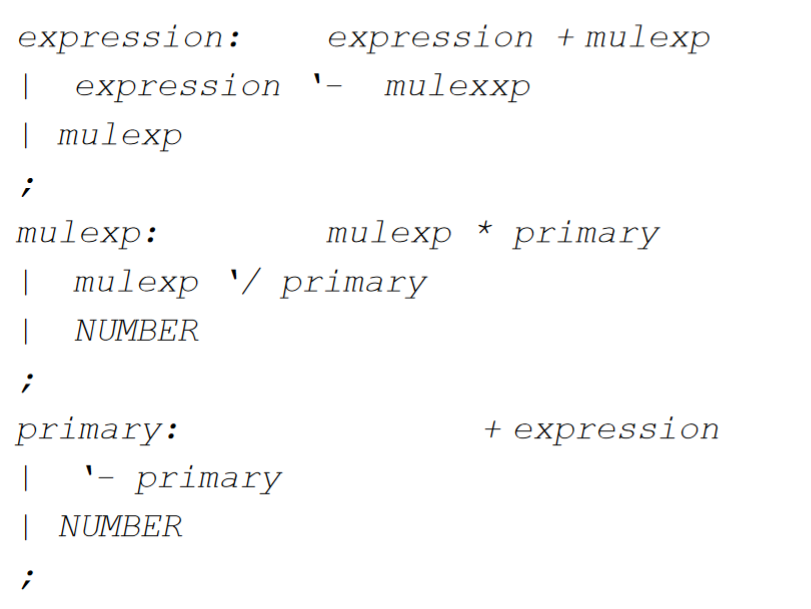 expression: expression + mulexp
| expression ‛- mulexxp
| mulexp
;
mulexp: mulexp * primary
| mulexp ‛/ primary
| NUMBER
;
primary: + expression
| ‛- primary
| NUMBER
;